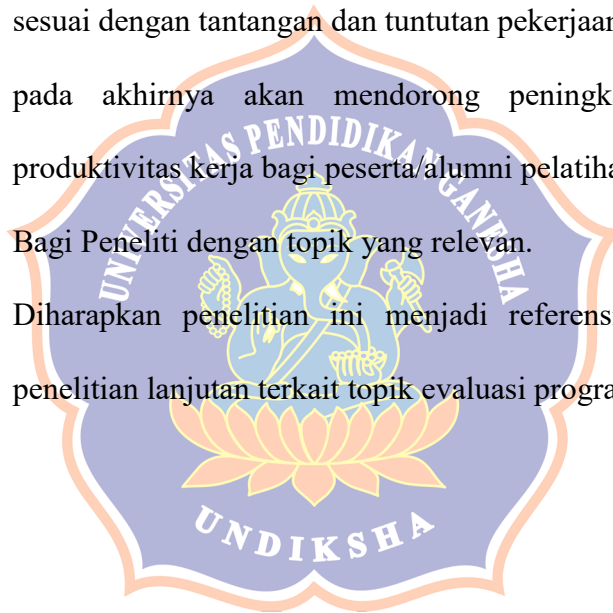 sesuai dengan tantangan dan tuntutan pekerjaan
pada akhirnya akan mendorong peningk
produktivitas kerja bagi peserta/alumni pelatiha
Bagi Peneliti dengan topik yang relevan.
Diharapkan penelitian ini menjadi referens
penelitian lanjutan terkait topik evaluasi progra
UNIVERSITAS PENDIDIKAN GANESHA
UNDIKSHA